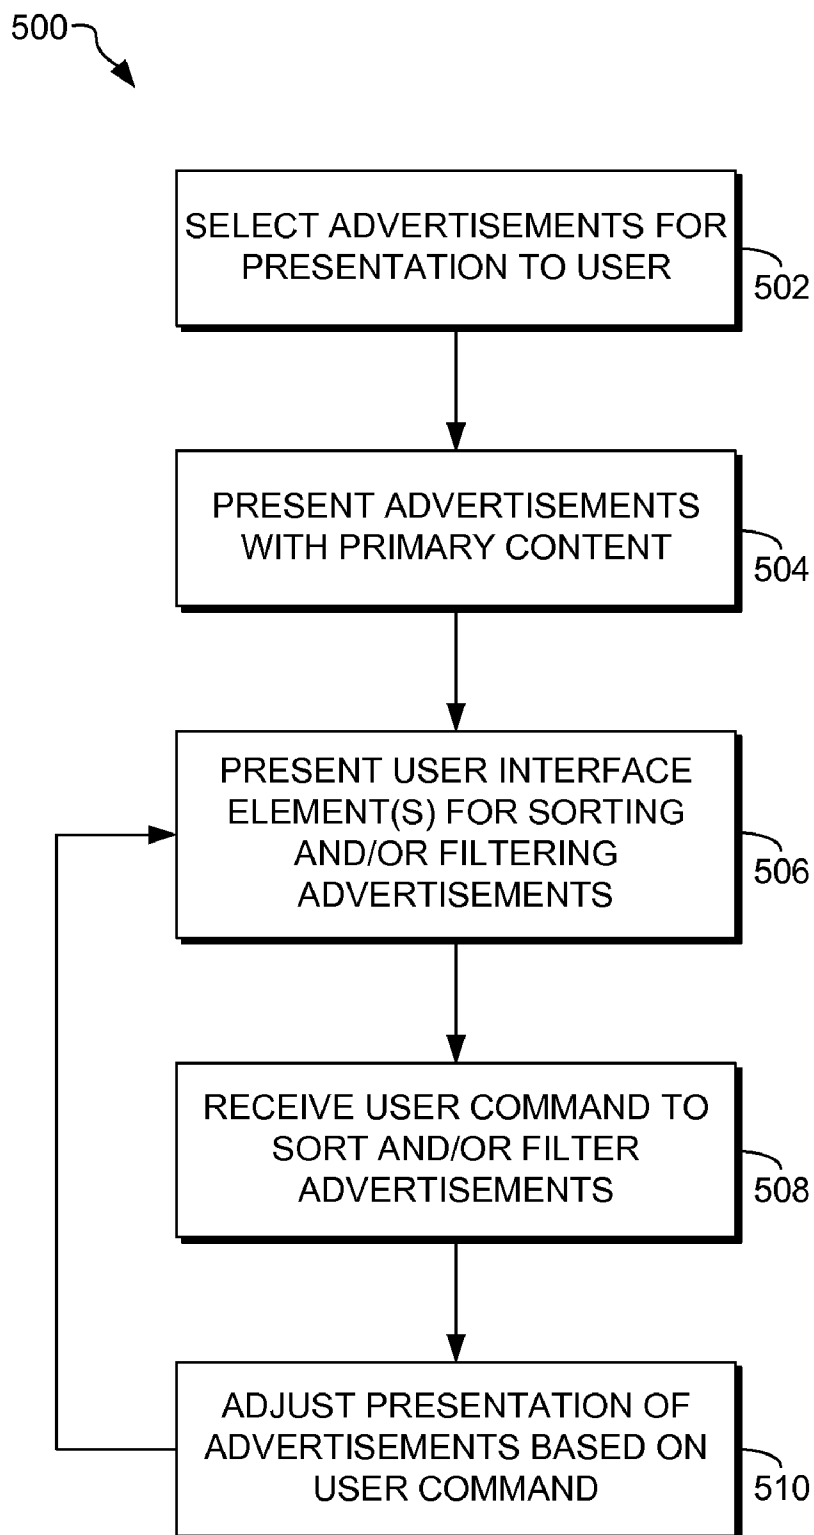 500
SELECT ADVERTISEMENTS FOR
PRESENTATION TO USER
502
PRESENT ADVERTISEMENTS
WITH PRIMARY CONTENT
504
PRESENT USER INTERFACE
ELEMENT(S) FOR SORTING
AND/OR FILTERING
ADVERTISEMENTS
506
RECEIVE USER COMMAND TO
SORT AND/OR FILTER
ADVERTISEMENTS
508
ADJUST PRESENTATION OF
ADVERTISEMENTS BASED ON
USER COMMAND
510